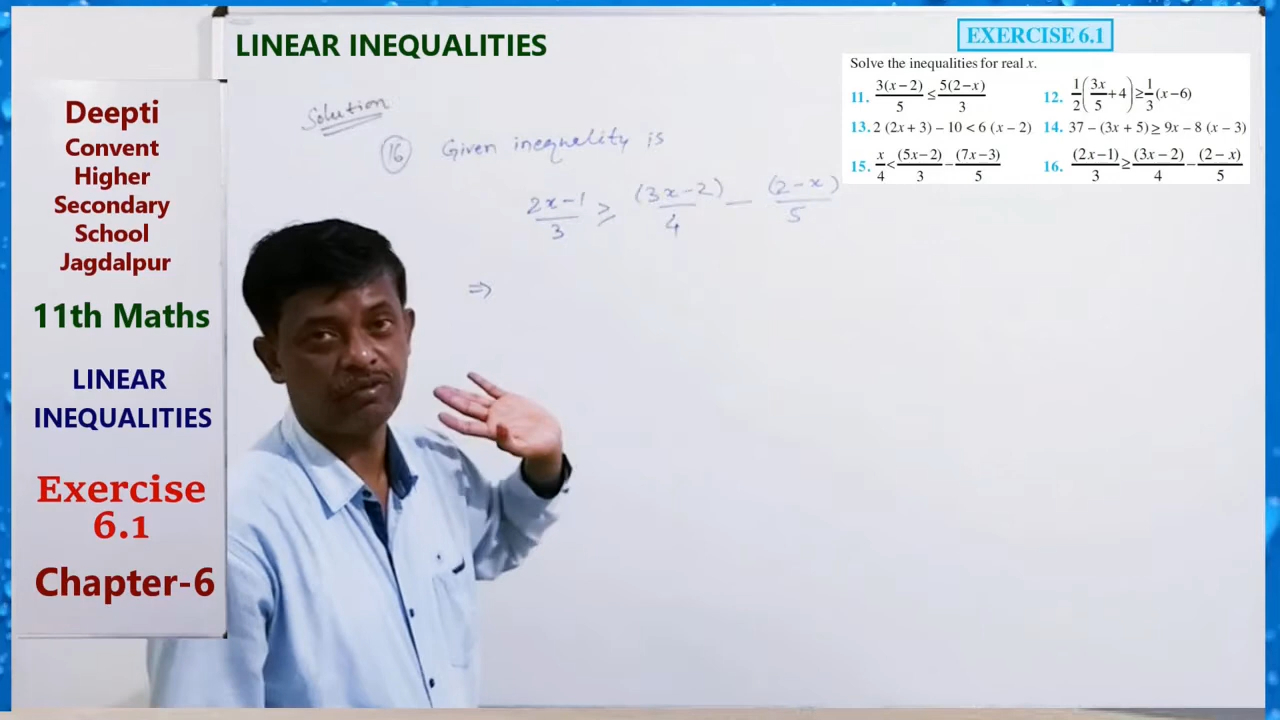 LINEAR INEQUALITIES
EXERCISE 6.1
Solve the inequalities for real x.
11. 3(x−2)/5 ≤ 5(2−x)/3
12. 1/2(3x/5+4) ≥ 1/3(x−6)
13. 2 (2x + 3) – 10 < 6 (x – 2)
14. 37 – (3x + 5) ≥ 9x – 8 (x – 3)
15. x/4 < (5x−2)/3 − (7x−3)/5
16. (2x−1)/3 ≥ (3x−2)/4 − (2−x)/5
Deepti
Convent
Higher
Secondary
School
Jagdalpur
11th Maths
LINEAR
INEQUALITIES
Exercise
6.1
Chapter-6
Solution
16 Given inequality is
2x−1/3 ≥ (3x−2)/4 − (2−x)/5
⇒